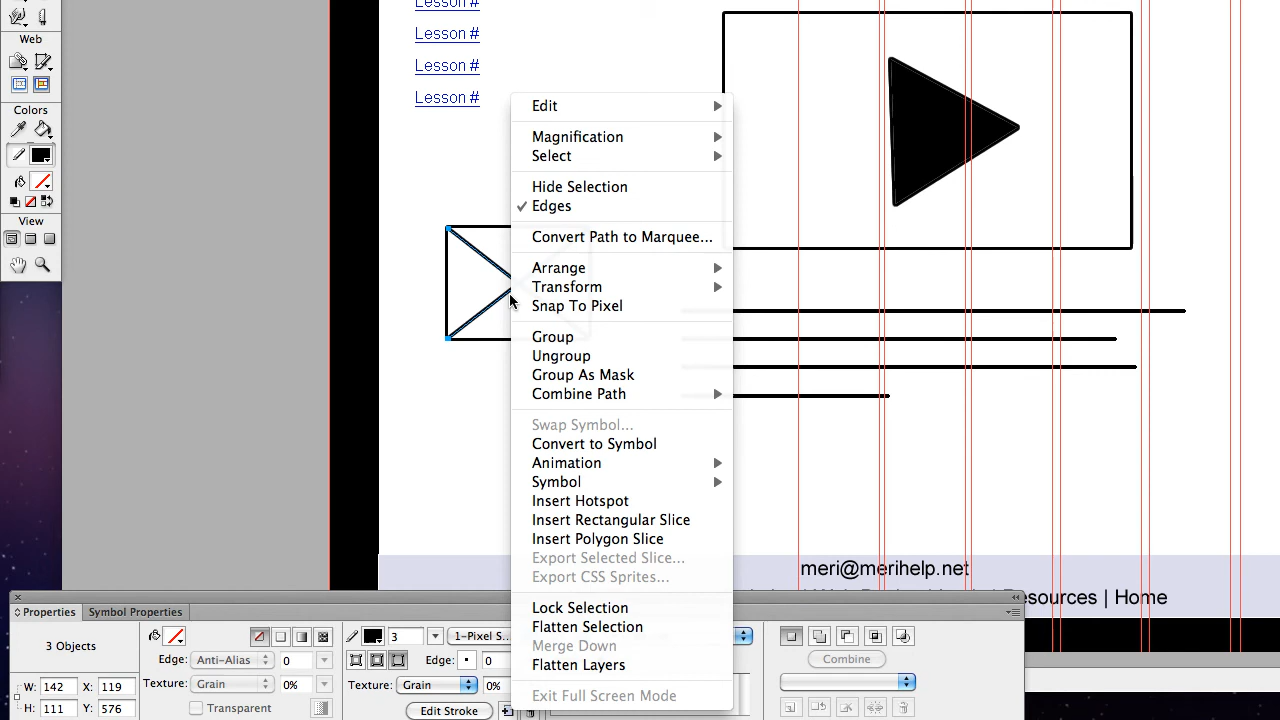 Web
Colors
View
Lesson #
Lesson #
Lesson #
Lesson #
Edit
Magnification
Select
Hide Selection
✓ Edges
Convert Path to Marquee...
Arrange
Transform
Snap To Pixel
Group
Ungroup
Group As Mask
Combine Path
Swap Symbol...
Convert to Symbol
Animation
Symbol
Insert Hotspot
Insert Rectangular Slice
Insert Polygon Slice
Export Selected Slice...
Export CSS Sprites...
Lock Selection
Flatten Selection
Merge Down
Flatten Layers
Exit Full Screen Mode
meri@merihelp.net
esources | Home
Properties Symbol Properties
3 Objects
W: 142 X: 119
H: 111 Y: 576
Edge: Anti-Alias 0
Texture: Grain 0%
Transparent
3 1-Pixel S...
Edge: 0
Texture: Grain 0%
Edit Stroke
Combine